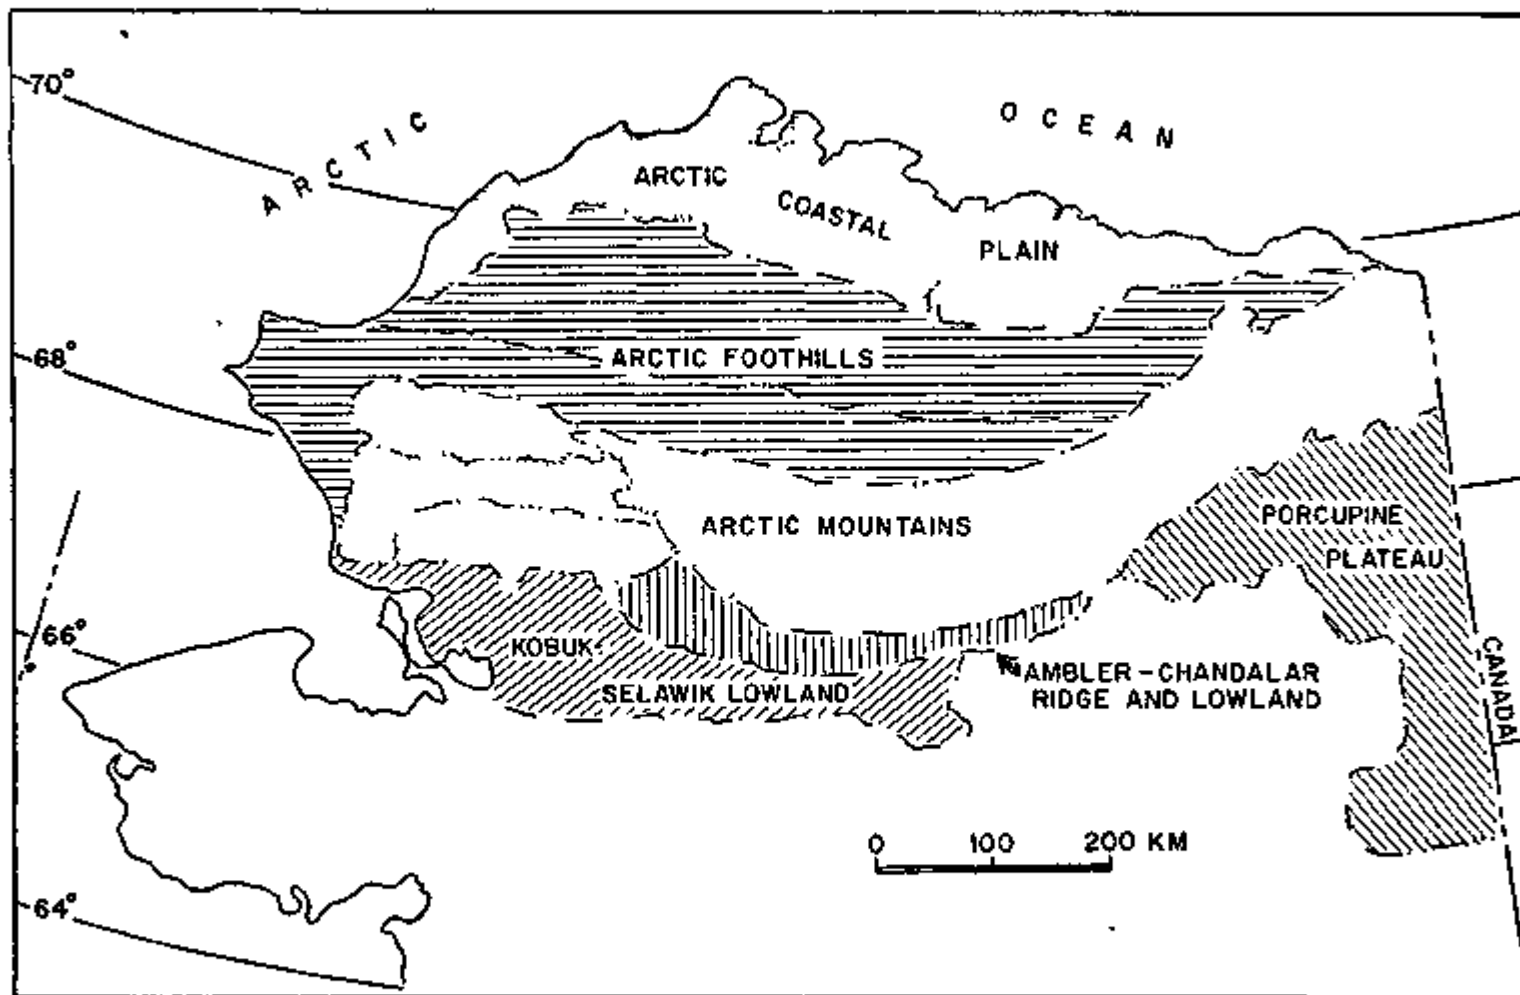 70°
ARCTIC
OCEAN
ARCTIC
COASTAL
PLAIN
68°
ARCTIC FOOTHILLS
ARCTIC MOUNTAINS
PORCUPINE
PLATEAU
66°
KOBUK-
SELAWIK LOWLAND
AMBLER-CHANDALAR
RIDGE AND LOWLAND
CANADA
0 100 200 KM
64°